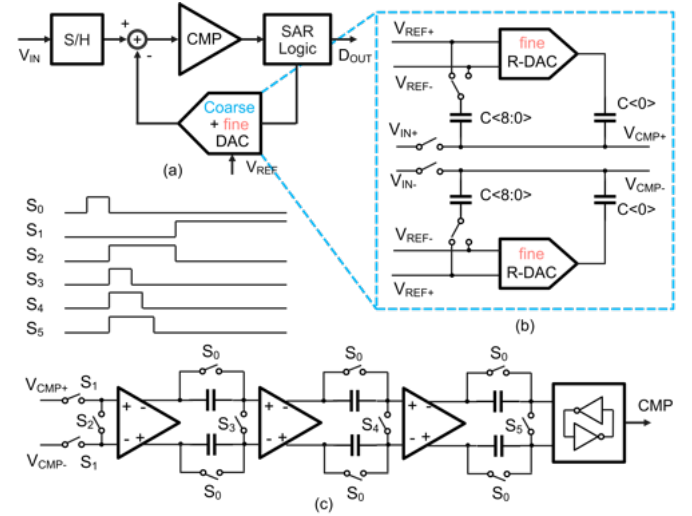 S/H
CMP
SAR
Logic
V_IN
+
+
-
D_OUT
Coarse
+ fine
DAC
V_REF
(a)
V_REF+
fine
R-DAC
V_REF-
C<8:0>
C<0>
V_IN+
V_CMP+
V_IN-
V_CMP-
C<8:0>
C<0>
V_REF-
fine
R-DAC
V_REF+
(b)
S_0
S_1
S_2
S_3
S_4
S_5
S_0
S_0
S_0
V_CMP+
S_1
S_2
+ -
- +
S_3
+ -
- +
S_4
+ -
- +
S_5
CMP
V_CMP-
S_1
S_0
S_0
S_0
(c)